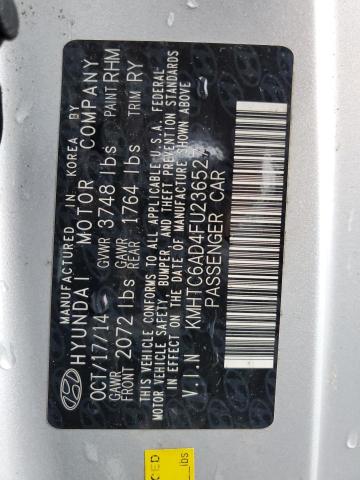 MANUFACTURED IN KOREA BY
HYUNDAI MOTOR COMPANY
OCT/17/14 GVWR 3748 lbs PAINT RHM
GAWR FRONT 2072 lbs GAWR REAR 1764 lbs TRIM RY
THIS VEHICLE CONFORMS TO ALL APPLICABLE U.S.A. FEDERAL
MOTOR VEHICLE SAFETY, BUMPER, AND THEFT PREVENTION STANDARDS
IN EFFECT ON THE DATE OF MANUFACTURE SHOWN ABOVE
V.I.N KMHTC6AD4FU23652
PASSENGER CAR
lbs